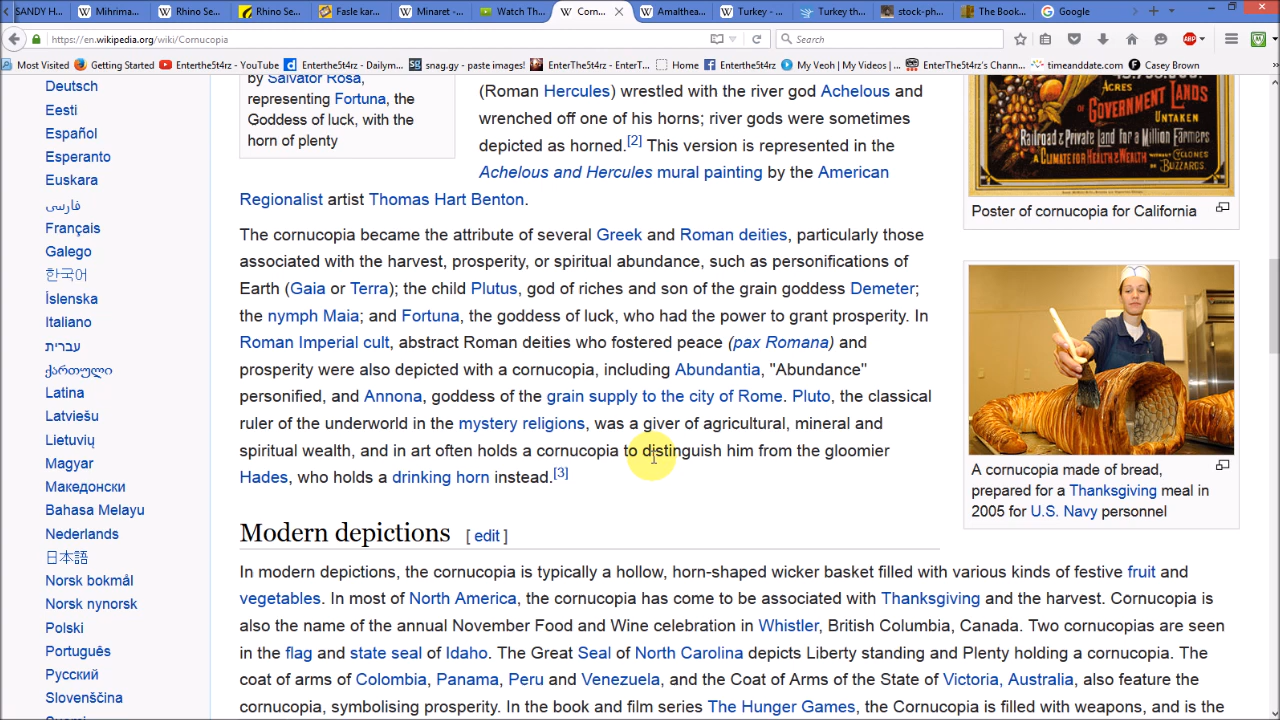 SANDY H
Mihrima...
Rhino Se...
Rhino Se...
Fasle kar...
Minaret -...
Watch Th...
Corn...
Amalthea...
Turkey -...
Turkey th...
stock-ph...
The Book...
Google
https://en.wikipedia.org/wiki/Cornucopia
Search
ABP
Most Visited
Getting Started
Enterthe5t4rz - YouTube
Enterthe5t4rz - Dailym...
snag.gy - paste images!
EnterThe5t4rz - EnterT...
Home
Enterthe5t4rz
My Veoh | My Videos | ...
EnterThe5t4rz's Chann...
timeanddate.com
Casey Brown
Deutsch
Eesti
Español
Esperanto
Euskara
فارسی
Français
Galego
한국어
Íslenska
Italiano
עברית
ქართული
Latina
Latviešu
Lietuvių
Magyar
Македонски
Bahasa Melayu
Nederlands
日本語
Norsk bokmål
Norsk nynorsk
Polski
Português
Русский
Slovenščina
by Salvator Rosa,
representing Fortuna, the
Goddess of luck, with the
horn of plenty
(Roman Hercules) wrestled with the river god Achelous and
wrenched off one of his horns; river gods were sometimes
depicted as horned.[2] This version is represented in the
Achelous and Hercules mural painting by the American
Regionalist artist Thomas Hart Benton.
The cornucopia became the attribute of several Greek and Roman deities, particularly those
associated with the harvest, prosperity, or spiritual abundance, such as personifications of
Earth (Gaia or Terra); the child Plutus, god of riches and son of the grain goddess Demeter;
the nymph Maia; and Fortuna, the goddess of luck, who had the power to grant prosperity. In
Roman Imperial cult, abstract Roman deities who fostered peace (pax Romana) and
prosperity were also depicted with a cornucopia, including Abundantia, "Abundance"
personified, and Annona, goddess of the grain supply to the city of Rome. Pluto, the classical
ruler of the underworld in the mystery religions, was a giver of agricultural, mineral and
spiritual wealth, and in art often holds a cornucopia to distinguish him from the gloomier
Hades, who holds a drinking horn instead.[3]
Modern depictions [ edit ]
In modern depictions, the cornucopia is typically a hollow, horn-shaped wicker basket filled with various kinds of festive fruit and
vegetables. In most of North America, the cornucopia has come to be associated with Thanksgiving and the harvest. Cornucopia is
also the name of the annual November Food and Wine celebration in Whistler, British Columbia, Canada. Two cornucopias are seen
in the flag and state seal of Idaho. The Great Seal of North Carolina depicts Liberty standing and Plenty holding a cornucopia. The
coat of arms of Colombia, Panama, Peru and Venezuela, and the Coat of Arms of the State of Victoria, Australia, also feature the
cornucopia, symbolising prosperity. In the book and film series The Hunger Games, the Cornucopia is filled with weapons, and is the
ACRES
OF GOVERNMENT LANDS
UNTAKEN
Railroad & Private Land for a Million Farmers
A CLIMATE FOR HEALTH & WEALTH WITHOUT CYCLONES
OR BLIZZARDS.
Poster of cornucopia for California
A cornucopia made of bread,
prepared for a Thanksgiving meal in
2005 for U.S. Navy personnel